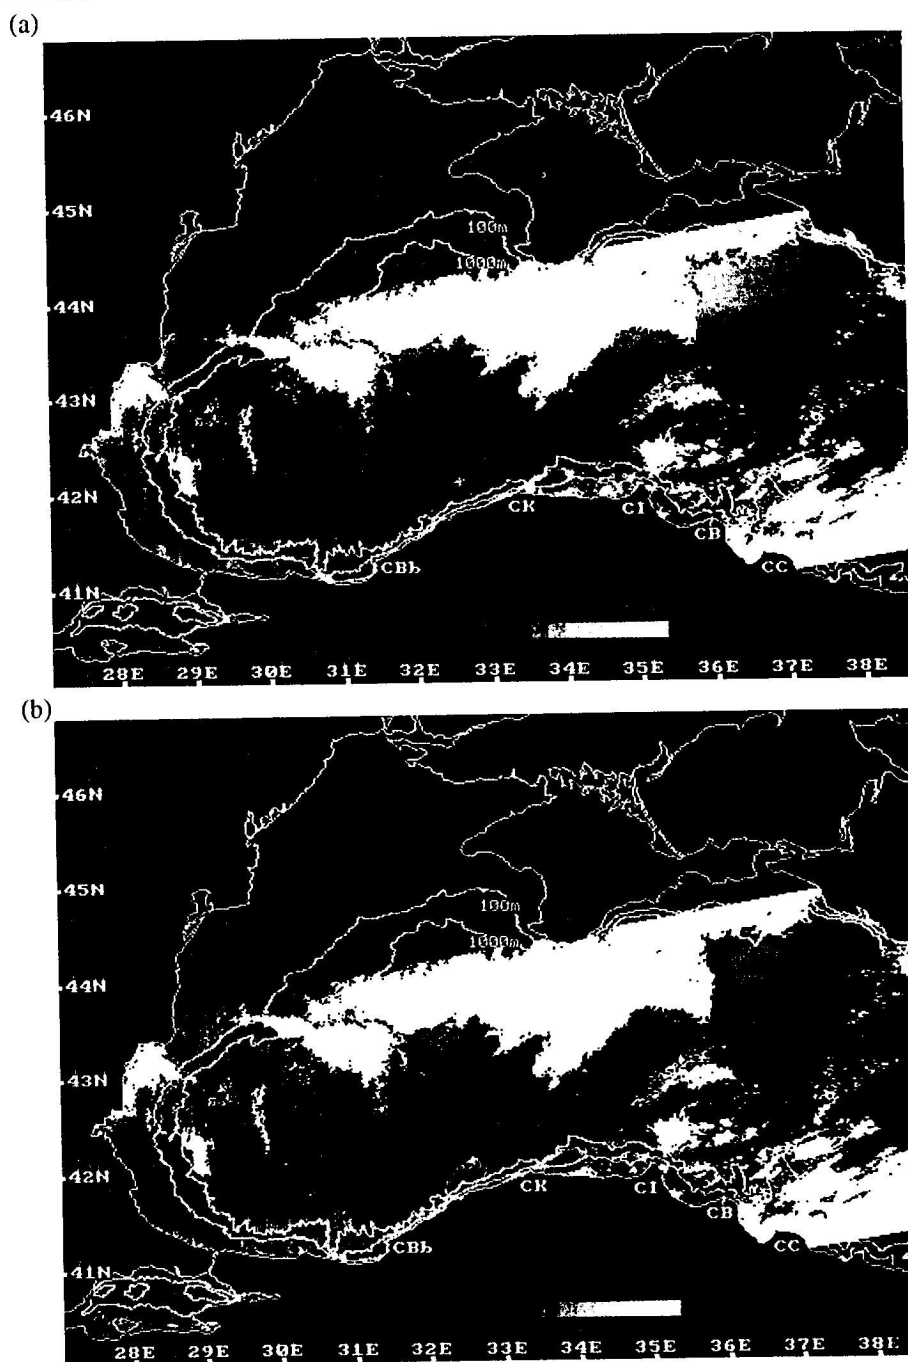 (a)
46N
45N
100m
1000m
44N
43N
42N
CK
CI
CB
CBb
CC
41N
28E 29E 30E 31E 32E 33E 34E 35E 36E 37E 38E
(b)
46N
45N
100m
1000m
44N
43N
42N
CK
CI
CB
CBb
CC
41N
28E 29E 30E 31E 32E 33E 34E 35E 36E 37E 38E